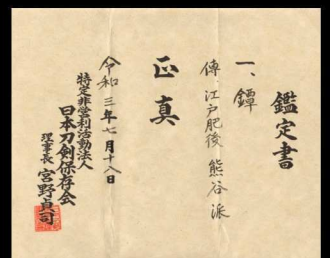 鑑定書
一、鐔
傳 江戸肥後 熊谷派
正真
令和三年七月十八日
特定非営利活動法人
日本刀剣保存会
理事長 宮野貞司